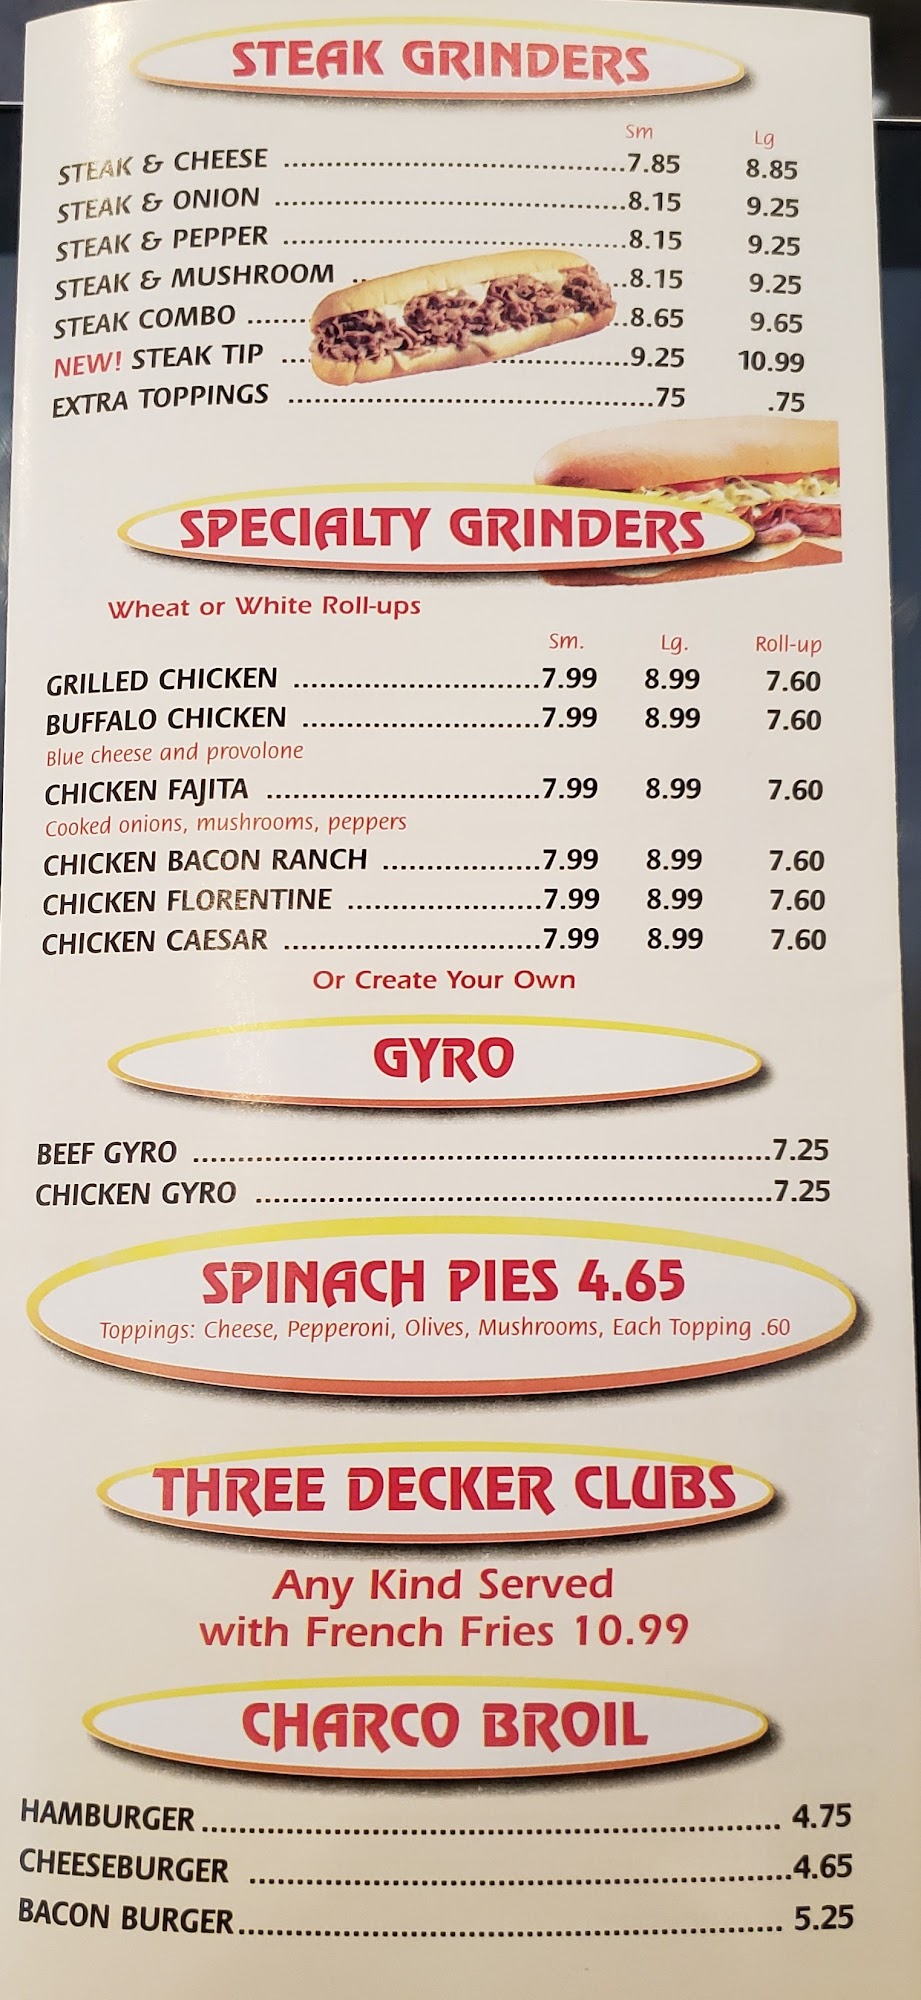 STEAK GRINDERS
Sm Lg
STEAK & CHEESE ........................................7.85 8.85
STEAK & ONION .........................................8.15 9.25
STEAK & PEPPER ........................................8.15 9.25
STEAK & MUSHROOM ....8.15 9.25
STEAK COMBO ..........8.65 9.65
NEW! STEAK TIP ....................9.25 10.99
EXTRA TOPPINGS ..........................................75 .75
SPECIALTY GRINDERS
Wheat or White Roll-ups
Sm. Lg. Roll-up
GRILLED CHICKEN .............................7.99 8.99 7.60
BUFFALO CHICKEN ............................7.99 8.99 7.60
Blue cheese and provolone
CHICKEN FAJITA ................................7.99 8.99 7.60
Cooked onions, mushrooms, peppers
CHICKEN BACON RANCH ..................7.99 8.99 7.60
CHICKEN FLORENTINE ......................7.99 8.99 7.60
CHICKEN CAESAR ..............................7.99 8.99 7.60
Or Create Your Own
GYRO
BEEF GYRO ...................................................................7.25
CHICKEN GYRO ............................................................7.25
SPINACH PIES 4.65
Toppings: Cheese, Pepperoni, Olives, Mushrooms, Each Topping .60
THREE DECKER CLUBS
Any Kind Served
with French Fries 10.99
CHARCO BROIL
HAMBURGER................................................................. 4.75
CHEESEBURGER .............................................................4.65
BACON BURGER............................................................. 5.25